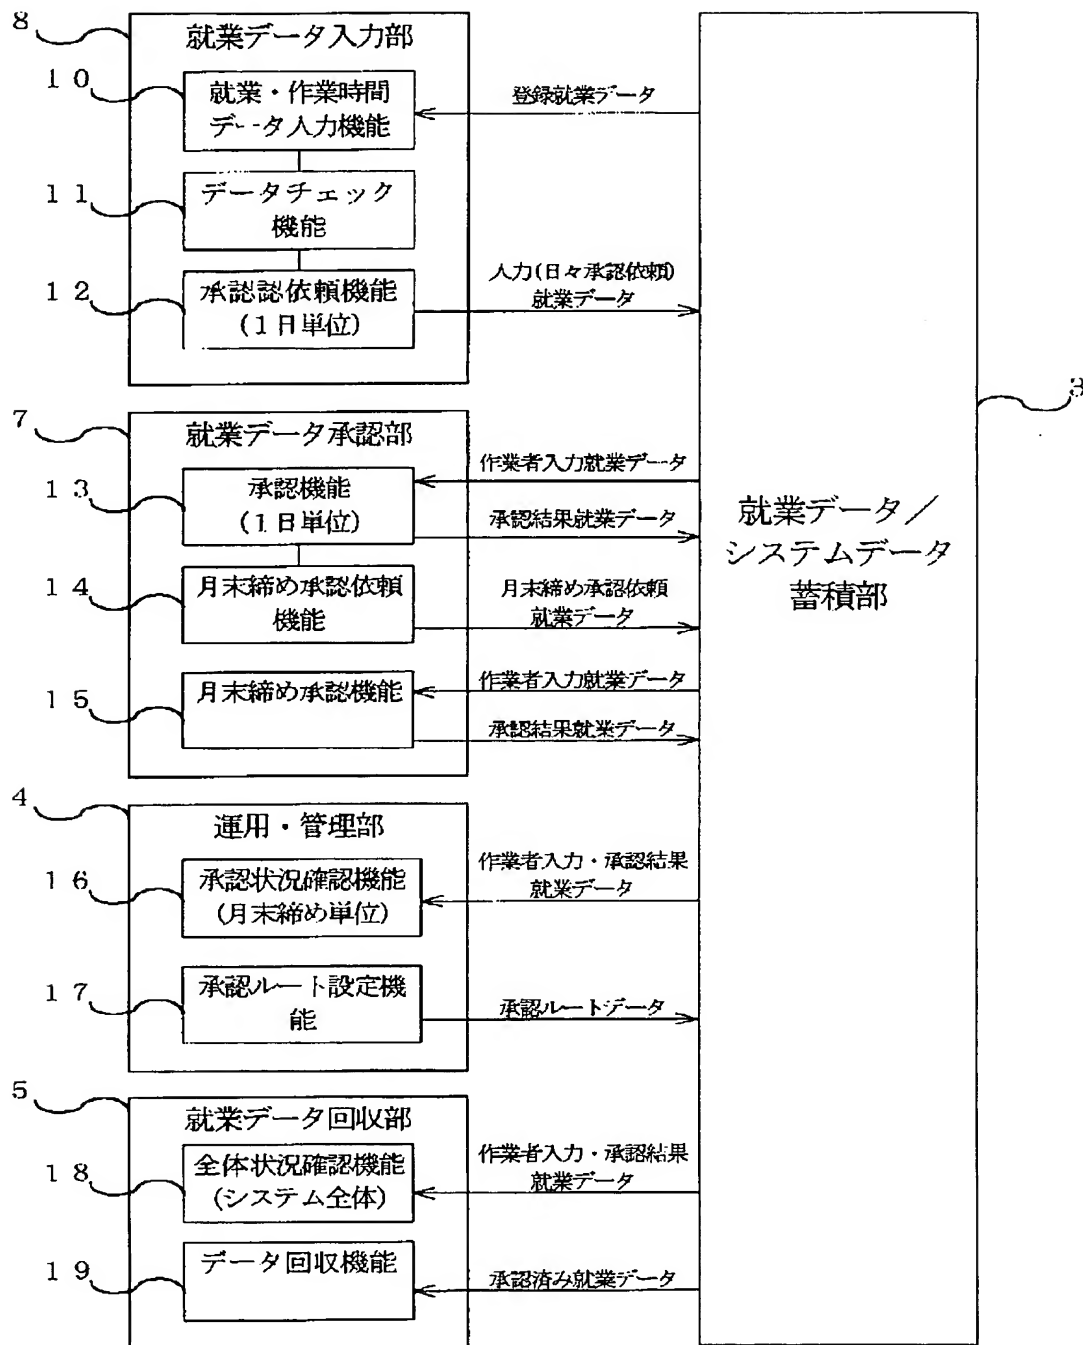 8
就業データ入力部
10
就業・作業時間
データ入力機能
登録就業データ
11
データチェック
機能
12
承認認依頼機能
(1日単位)
入力(日々承認依頼)
就業データ
3
7
就業データ承認部
13
承認機能
(1日単位)
作業者入力就業データ
承認結果就業データ
14
月末締め承認依頼
機能
月末締め承認依頼
就業データ
15
月末締め承認機能
作業者入力就業データ
承認結果就業データ
就業データ/
システムデータ
蓄積部
4
運用・管理部
16
承認状況確認機能
(月末締め単位)
作業者入力・承認結果
就業データ
17
承認ルート設定機
能
承認ルートデータ
5
就業データ回収部
18
全体状況確認機能
(システム全体)
作業者入力・承認結果
就業データ
19
データ回収機能
承認済み就業データ